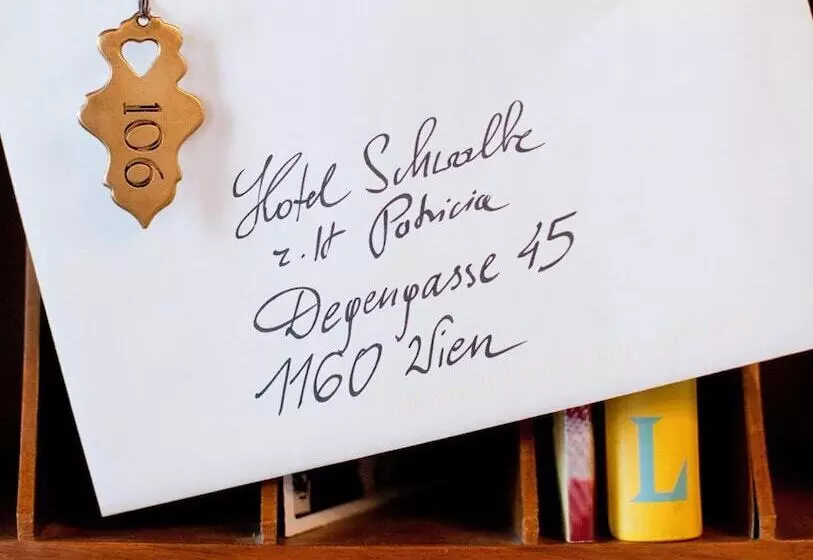 106
Hotel Schwalbe
z.H Patricia
Degengasse 45
1160 Wien
L